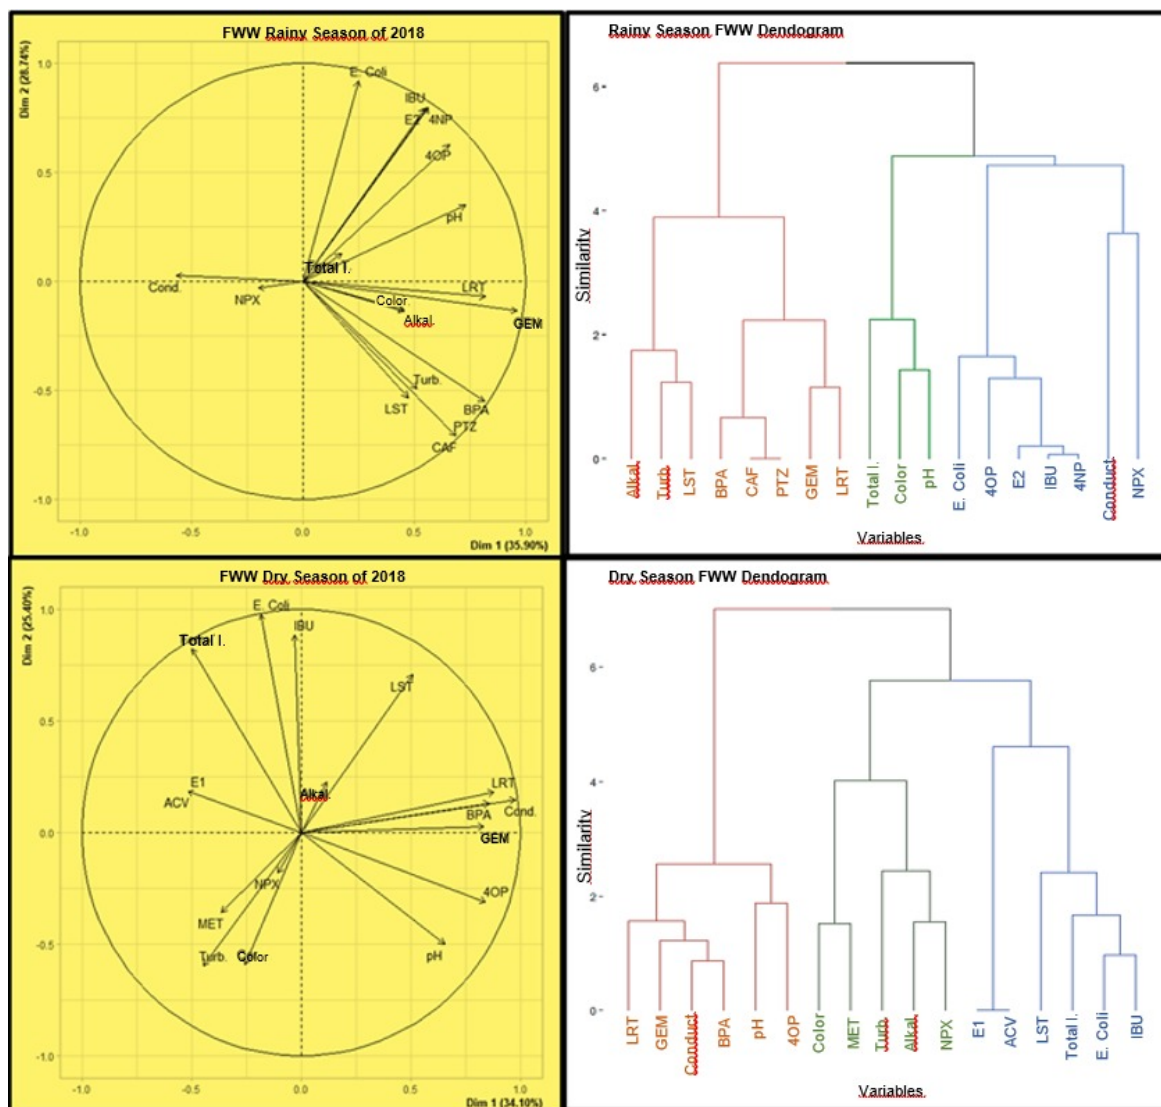 FWW Rainy Season of 2018
Dim 2 (28.74%)
1.0
0.5
0.0
-0.5
-1.0
E. Coli
IBU
E2 4NP
4OP
pH
Total I.
Cond.
NPX
LRT
Color.
Alkal.
GEM
Turb.
LST
BPA
PTZ
CAF
-1.0 -0.5 0.0 0.5 1.0
Dim 1 (35.90%)
Rainy Season FWW Dendogram
Similarity
6
4
2
0
Alkal. Turb. LST BPA CAF PTZ GEM LRT Total I. Color pH E. Coli 4OP E2 IBU 4NP Conduct NPX
Variables
FWW Dry Season of 2018
Dim 2 (25.40%)
1.0
0.5
0.0
-0.5
-1.0
E. Coli
IBU
Total I.
LST
E1
ACV
Alkal.
LRT
BPA
Cond.
GEM
NPX
4OP
MET
Turb.
Color
pH
-1.0 -0.5 0.0 0.5 1.0
Dim 1 (34.10%)
Dry Season FWW Dendogram
Similarity
6
4
2
0
LRT GEM Conduct BPA pH 4OP Color MET Turb Alkal NPX E1 ACV LST Total I. E. Coli IBU
Variables